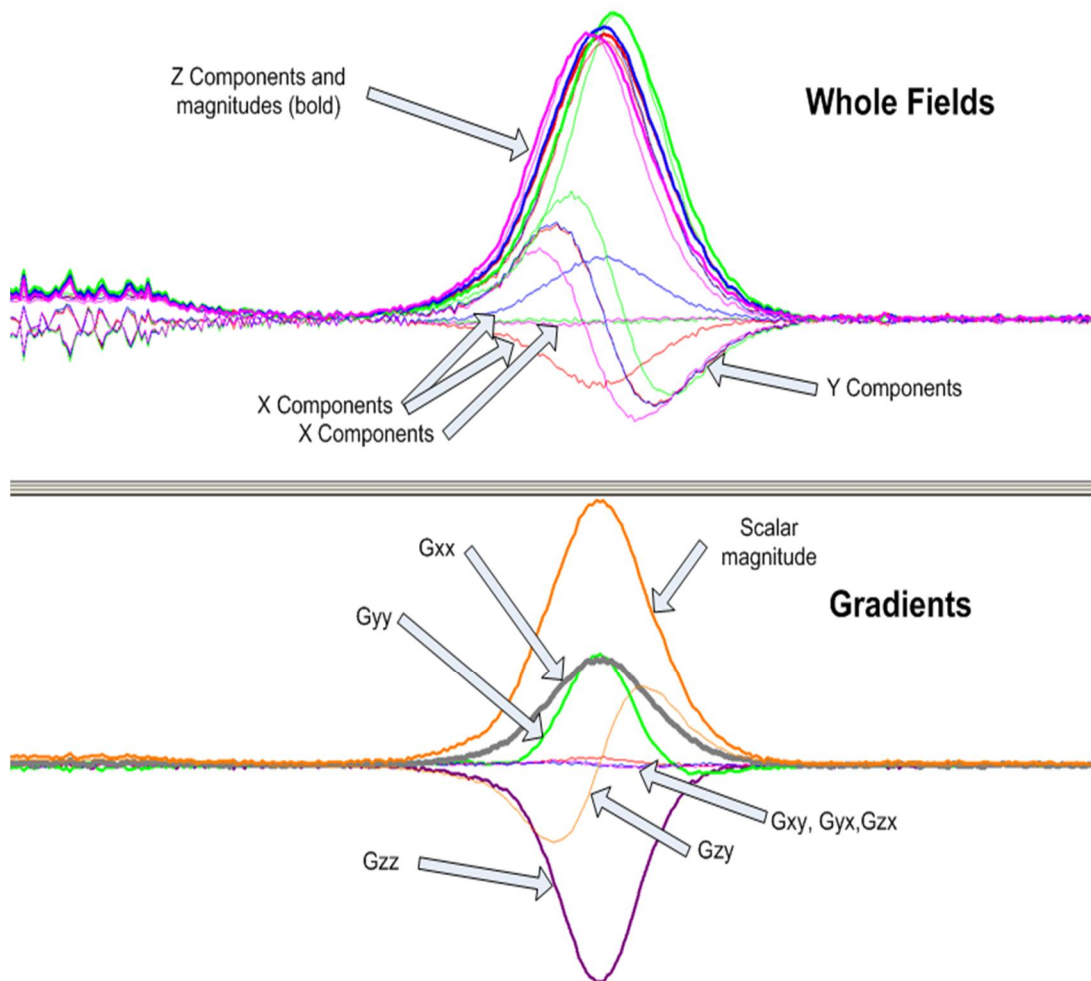 Z Components and
magnitudes (bold)
Whole Fields
X Components
X Components
Y Components
Gxx
Scalar
magnitude
Gyy
Gradients
Gxy, Gyx,Gzx
Gzy
Gzz